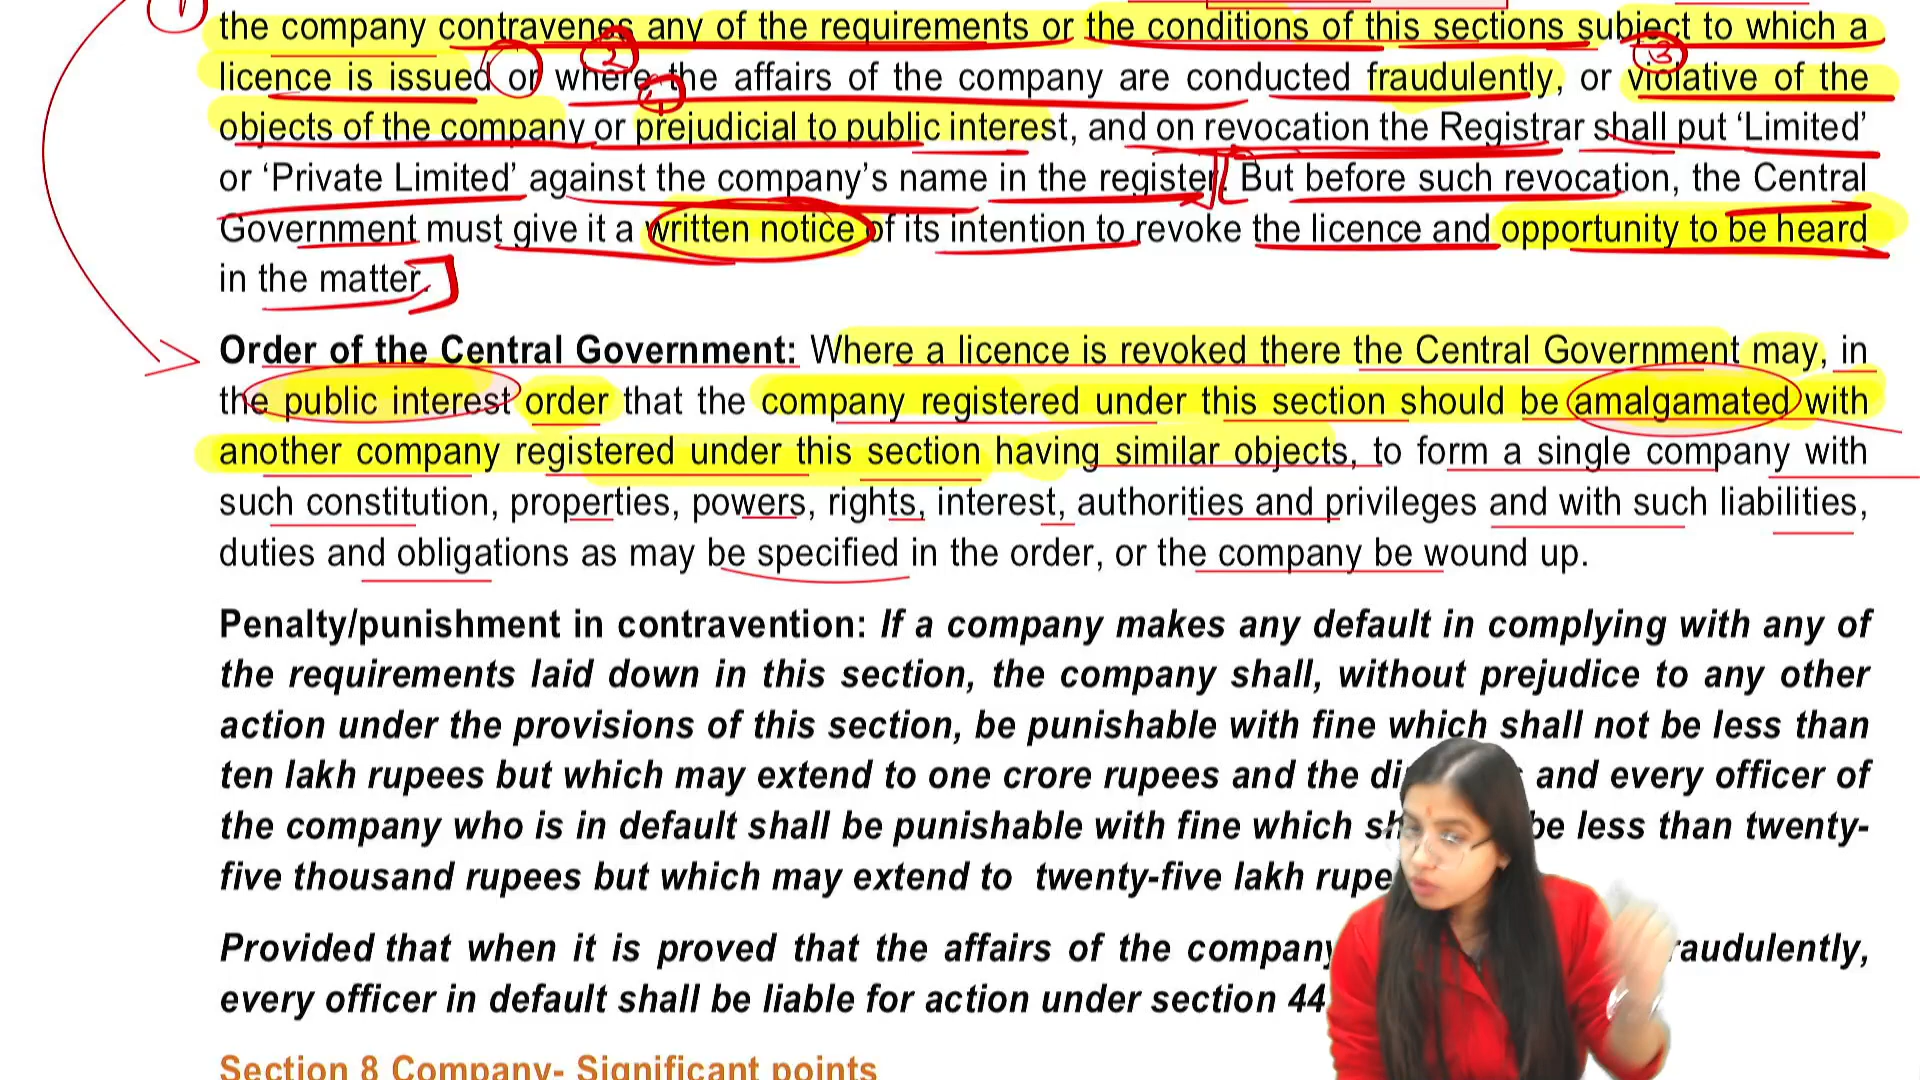 the company contravenes any of the requirements or the conditions of this sections subject to which a
licence is issued or where the affairs of the company are conducted fraudulently, or violative of the
objects of the company or prejudicial to public interest, and on revocation the Registrar shall put ‘Limited’
or ‘Private Limited’ against the company’s name in the register. But before such revocation, the Central
Government must give it a written notice of its intention to revoke the licence and opportunity to be heard
in the matter.
Order of the Central Government: Where a licence is revoked there the Central Government may, in
the public interest order that the company registered under this section should be amalgamated with
another company registered under this section having similar objects, to form a single company with
such constitution, properties, powers, rights, interest, authorities and privileges and with such liabilities,
duties and obligations as may be specified in the order, or the company be wound up.
Penalty/punishment in contravention: If a company makes any default in complying with any of
the requirements laid down in this section, the company shall, without prejudice to any other
action under the provisions of this section, be punishable with fine which shall not be less than
ten lakh rupees but which may extend to one crore rupees and the and every officer of
the company who is in default shall be punishable with fine which be less than twenty-
five thousand rupees but which may extend to twenty-five lakh
Provided that when it is proved that the affairs of the company
every officer in default shall be liable for action under section
Section 8 Company- Significant points